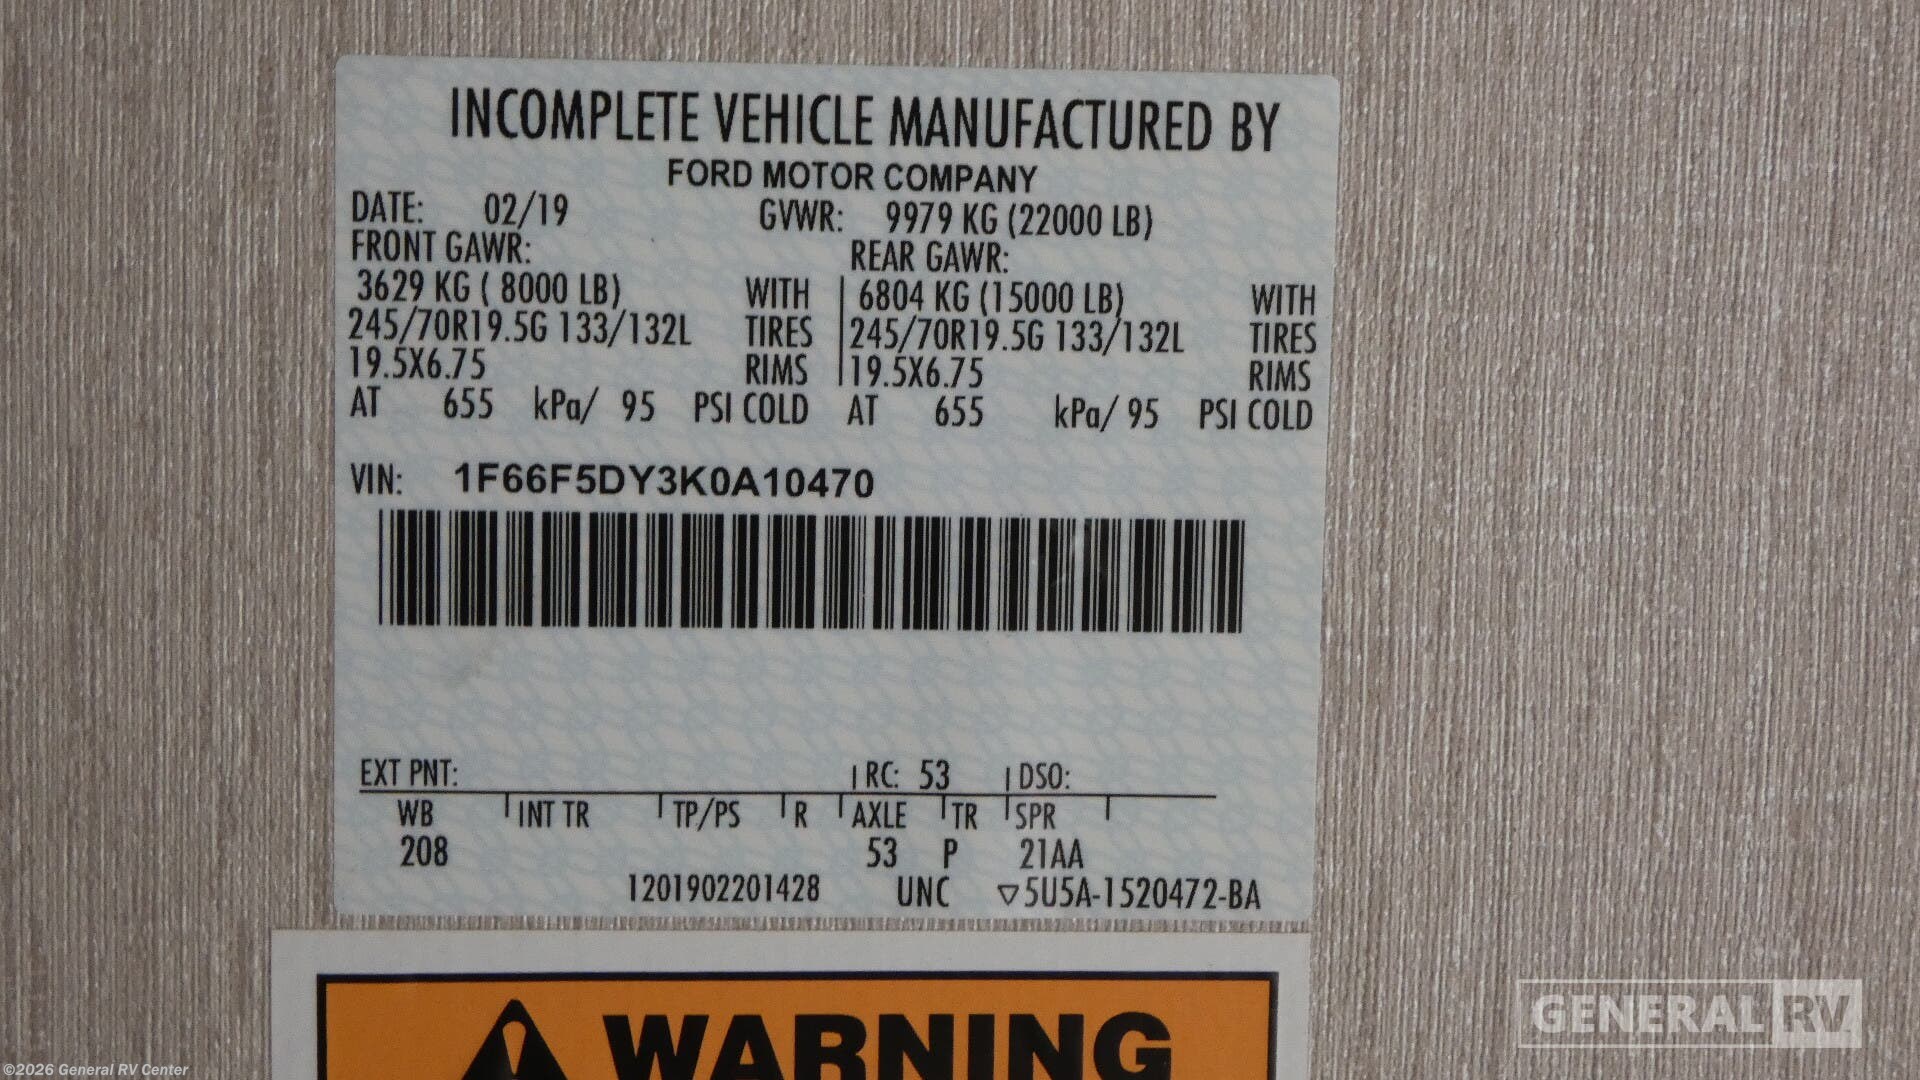 INCOMPLETE VEHICLE MANUFACTURED BY
FORD MOTOR COMPANY
DATE: 02/19 GVWR: 9979 KG (22000 LB)
FRONT GAWR: REAR GAWR:
3629 KG ( 8000 LB) WITH 6804 KG (15000 LB) WITH
245/70R19.5G 133/132L TIRES 245/70R19.5G 133/132L TIRES
19.5X6.75 RIMS 19.5X6.75 RIMS
AT 655 kPa/ 95 PSI COLD AT 655 kPa/ 95 PSI COLD
VIN: 1F66F5DY3K0A10470
EXT PNT: RC: 53 DSO:
WB INT TR TP/PS R AXLE TR SPR
208 53 P 21AA
1201902201428 UNC ▽5U5A-1520472-BA
WARNING
GENERAL RV
©2026 General RV Center